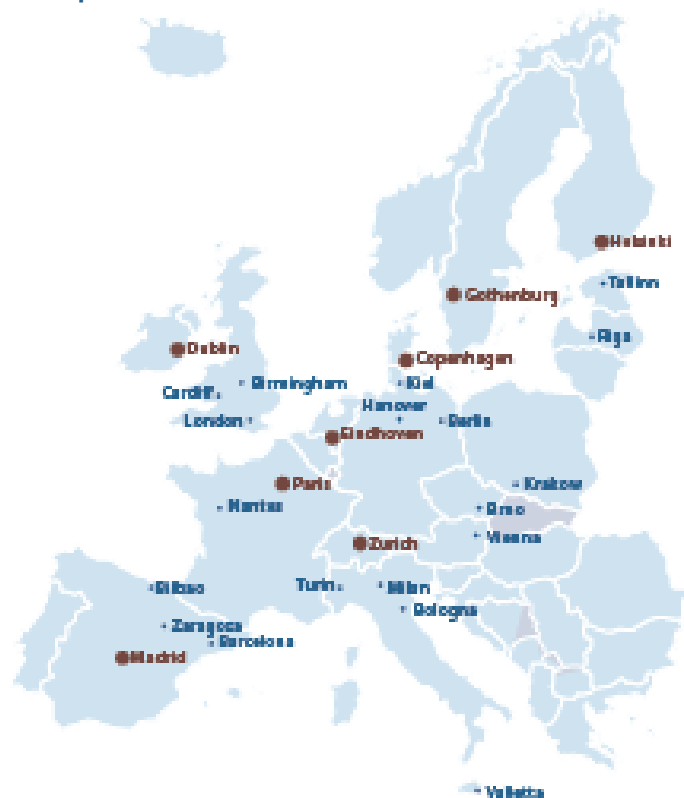 Helsinki
Tallinn
Gothenburg
Riga
Dublin
Copenhagen
Birmingham
Kiel
Cardiff
Hanover
London
Berlin
Eindhoven
Paris
Krakow
Nantes
Brno
Vienna
Zurich
Turin
Milan
Bilbao
Bologna
Zaragoza
Barcelona
Madrid
Valletta